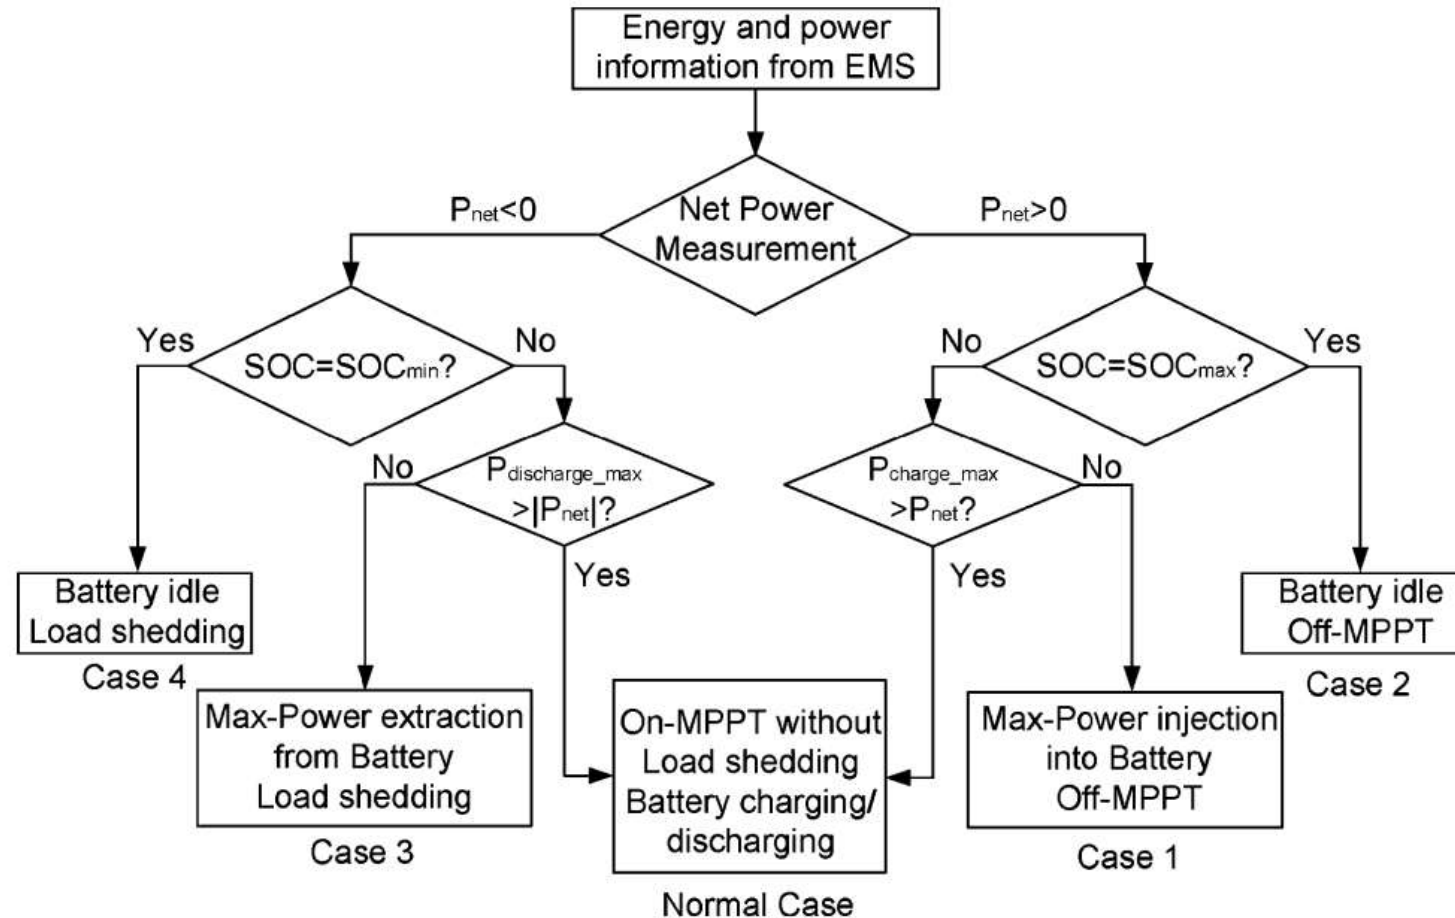 Energy and power
information from EMS
Net Power
Measurement
Pnet<0
Pnet>0
SOC=SOCmin?
Yes
No
SOC=SOCmax?
No
Yes
Pdischarge_max
>|Pnet|?
No
Yes
Pcharge_max
>Pnet?
No
Yes
Battery idle
Load shedding
Case 4
Max-Power extraction
from Battery
Load shedding
Case 3
On-MPPT without
Load shedding
Battery charging/
discharging
Normal Case
Max-Power injection
into Battery
Off-MPPT
Case 1
Battery idle
Off-MPPT
Case 2